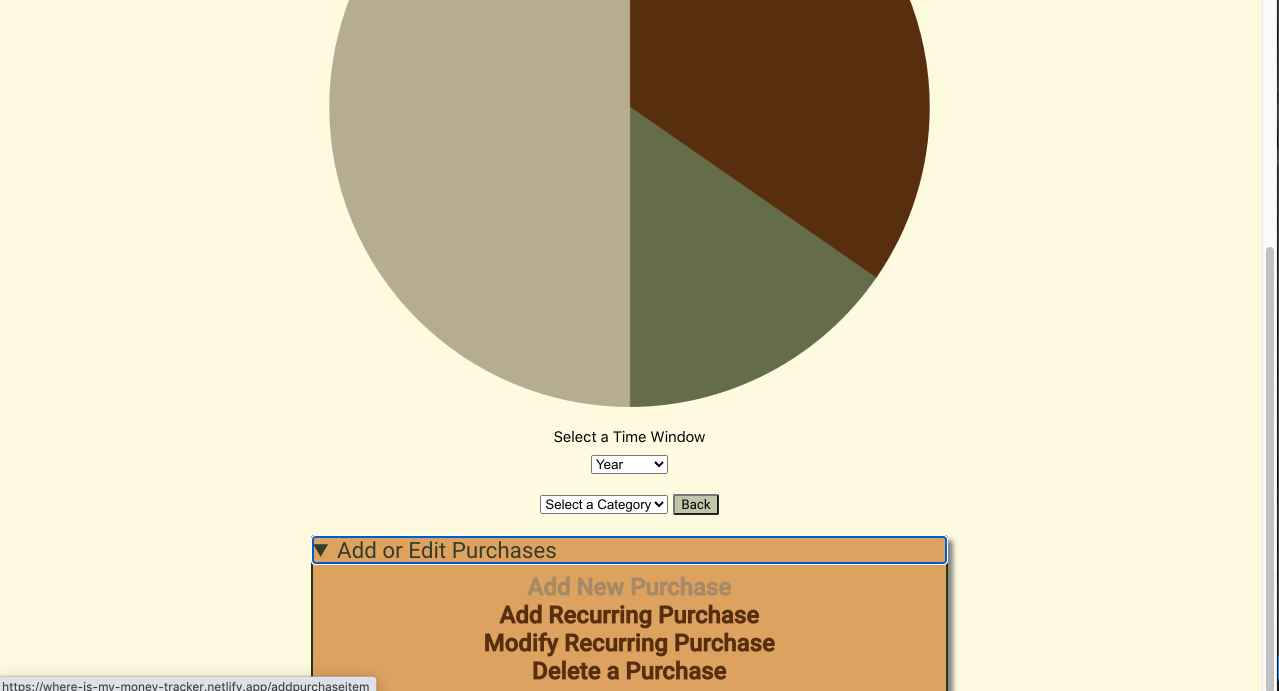 Select a Time Window
Year
Select a Category Back
Add or Edit Purchases
Add New Purchase
Add Recurring Purchase
Modify Recurring Purchase
Delete a Purchase
https://where-is-my-money-tracker.netlify.app/addpurchaseitem